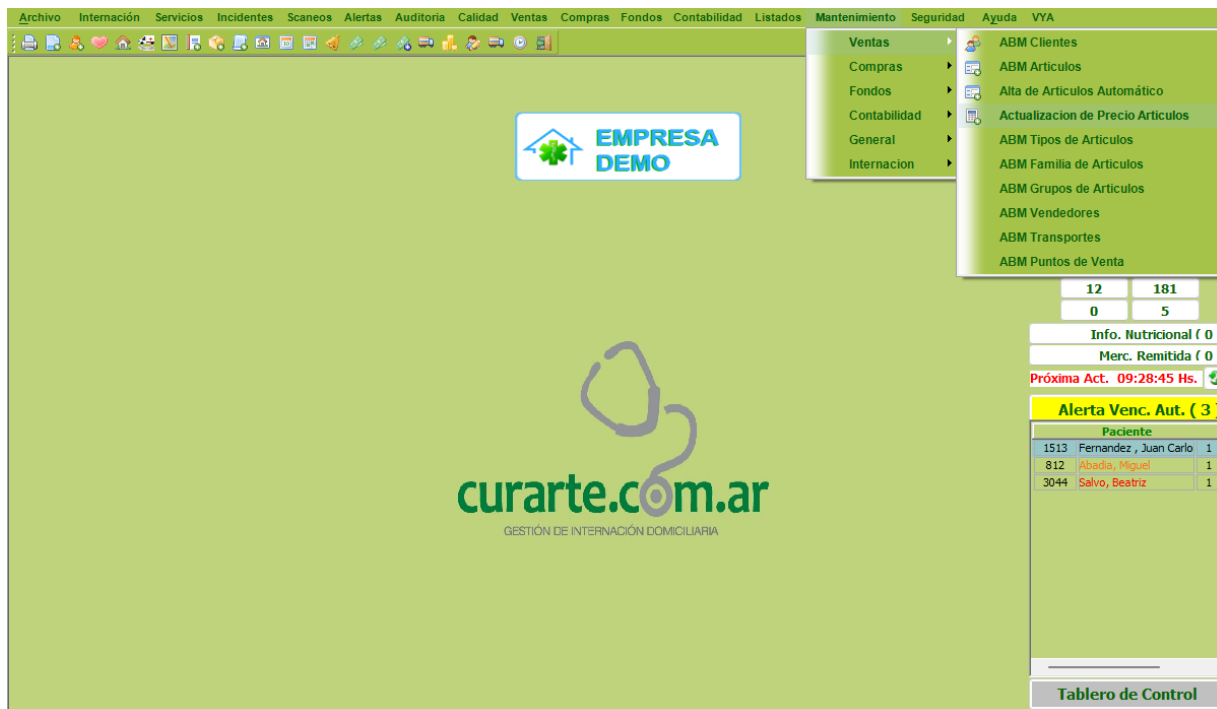 Archivo Internación Servicios Incidentes Scaneos Alertas Auditoria Calidad Ventas Compras Fondos Contabilidad Listados Mantenimiento Seguridad Ayuda VYA
Ventas
Compras
Fondos
Contabilidad
General
Internacion
ABM Clientes
ABM Articulos
Alta de Articulos Automático
Actualizacion de Precio Articulos
ABM Tipos de Articulos
ABM Familia de Articulos
ABM Grupos de Articulos
ABM Vendedores
ABM Transportes
ABM Puntos de Venta
EMPRESA
DEMO
12 181
0 5
Info. Nutricional ( 0
Merc. Remitida ( 0
Próxima Act. 09:28:45 Hs.
Alerta Venc. Aut. ( 3 )
Paciente
1513 Fernandez , Juan Carlo 1
812 Abadia, Miguel 1
3044 Salvo, Beatriz 1
curarte.com.ar
GESTIÓN DE INTERNACIÓN DOMICILIARIA
Tablero de Control